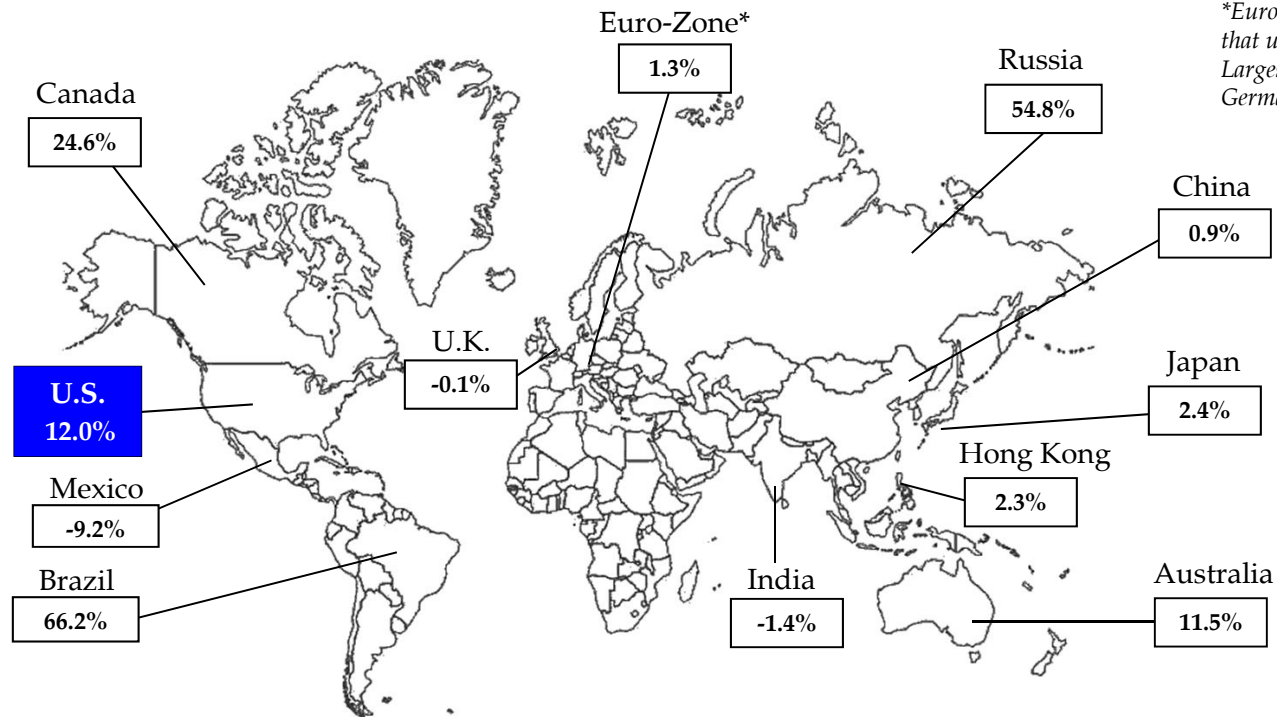 *Euro
that u
Larges
Germa
Euro-Zone*
1.3%
Russia
54.8%
Canada
24.6%
China
0.9%
U.K.
-0.1%
Japan
2.4%
U.S.
12.0%
Hong Kong
2.3%
Mexico
-9.2%
Brazil
66.2%
India
-1.4%
Australia
11.5%